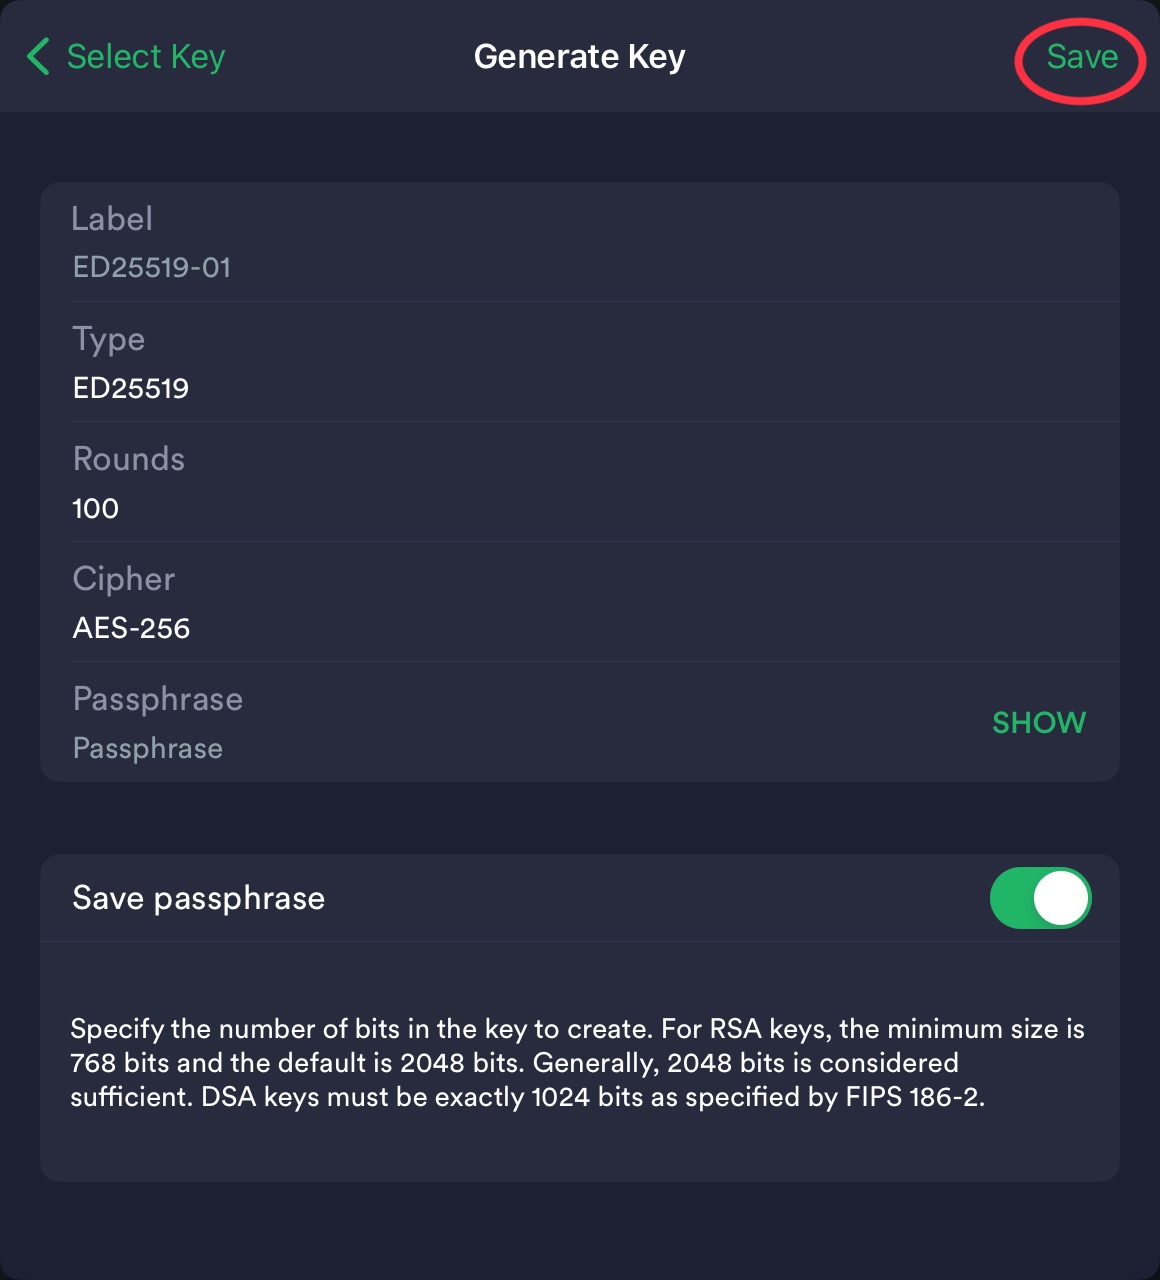 Select Key
Generate Key
Save
Label
ED25519-01
Type
ED25519
Rounds
100
Cipher
AES-256
Passphrase
Passphrase
SHOW
Save passphrase
Specify the number of bits in the key to create. For RSA keys, the minimum size is
768 bits and the default is 2048 bits. Generally, 2048 bits is considered
sufficient. DSA keys must be exactly 1024 bits as specified by FIPS 186-2.